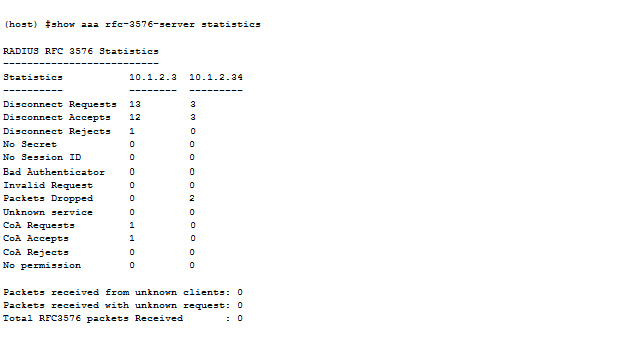 (host) #show aaa rfc-3576-server statistics
RADIUS RFC 3576 Statistics
--------------------------
Statistics 10.1.2.3 10.1.2.34
---------- -------- ---------
Disconnect Requests 13 3
Disconnect Accepts 12 3
Disconnect Rejects 1 0
No Secret 0 0
No Session ID 0 0
Bad Authenticator 0 0
Invalid Request 0 0
Packets Dropped 0 2
Unknown service 0 0
CoA Requests 1 0
CoA Accepts 1 0
CoA Rejects 0 0
No permission 0 0
Packets received from unknown clients: 0
Packets received with unknown request: 0
Total RFC3576 packets Received : 0